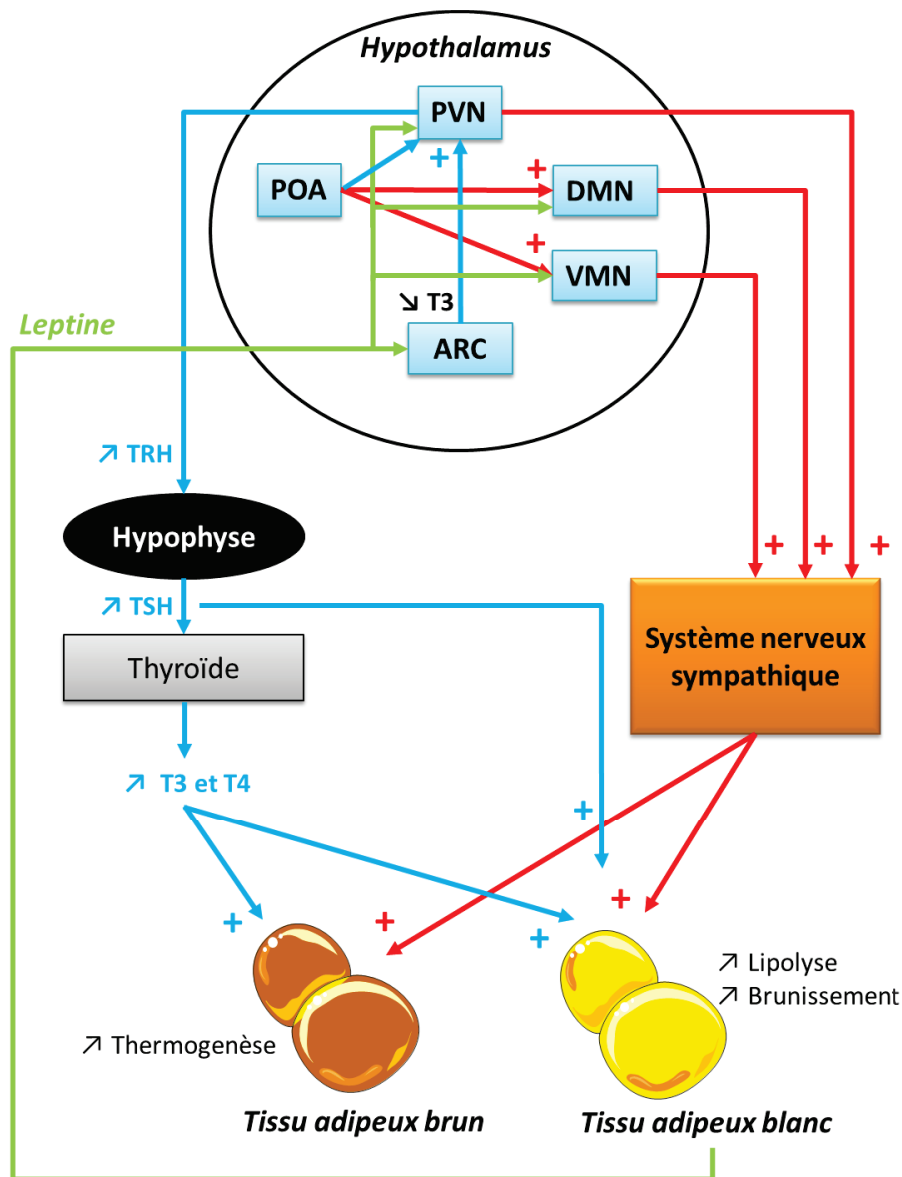 Hypothalamus
PVN
+
POA
+
DMN
+
VMN
↘ T3
Leptine
ARC
↗ TRH
Hypophyse
+ + +
↗ TSH
Système nerveux
sympathique
Thyroïde
↗ T3 et T4
+
+
+
+
+
↗ Lipolyse
↗ Brunissement
↗ Thermogenèse
Tissu adipeux brun
Tissu adipeux blanc